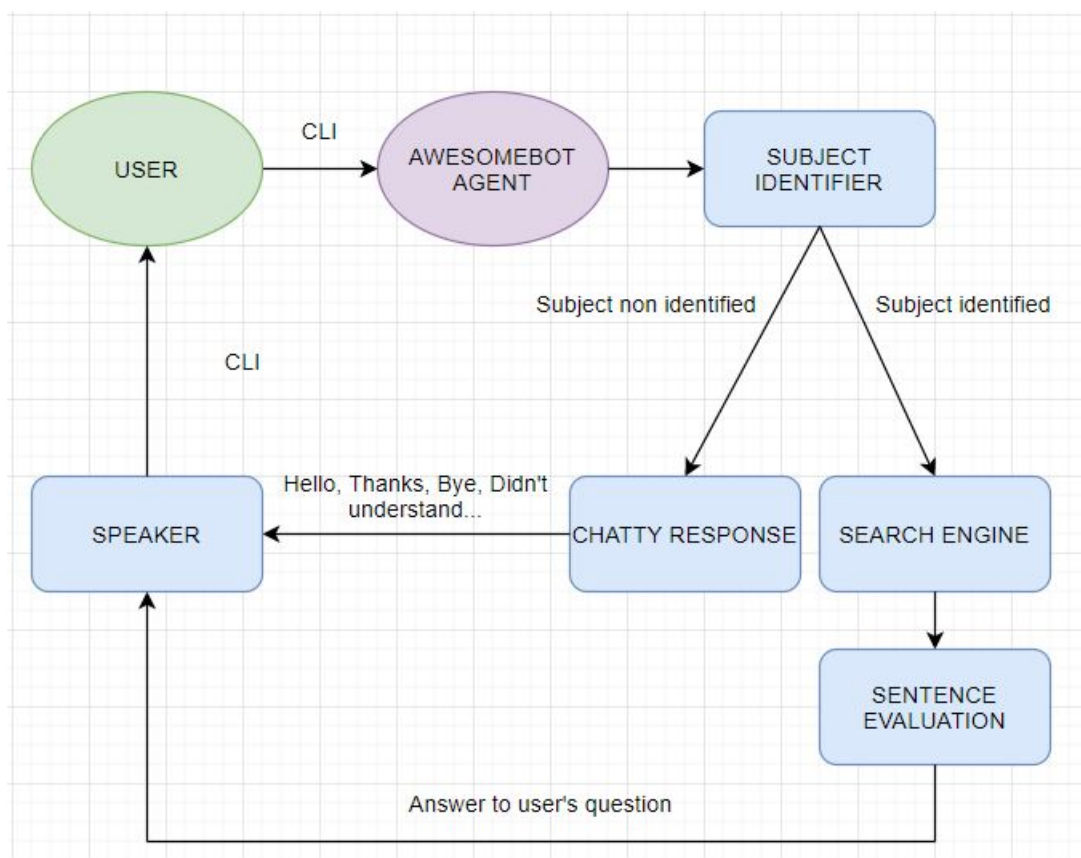 CLI
USER
AWESOMEBOT
AGENT
SUBJECT
IDENTIFIER
Subject non identified
Subject identified
CLI
Hello, Thanks, Bye, Didn't
understand...
SPEAKER
CHATTY RESPONSE
SEARCH ENGINE
SENTENCE
EVALUATION
Answer to user's question